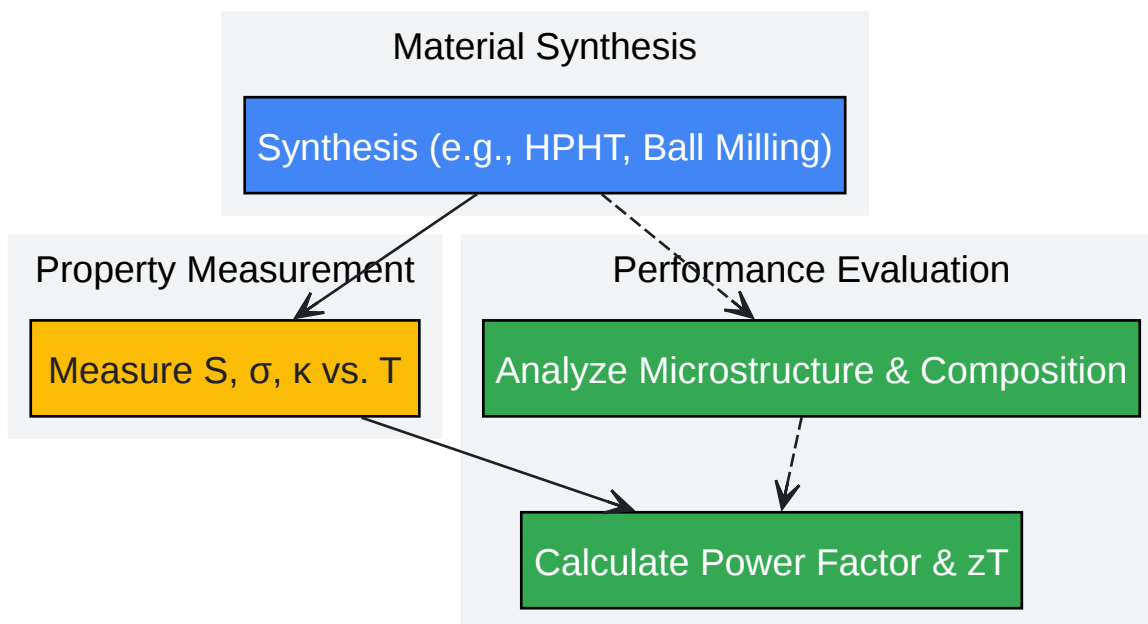 Material Synthesis
Synthesis (e.g., HPHT, Ball Milling)
Property Measurement
Performance Evaluation
Measure S, σ, κ vs. T
Analyze Microstructure & Composition
Calculate Power Factor & zT